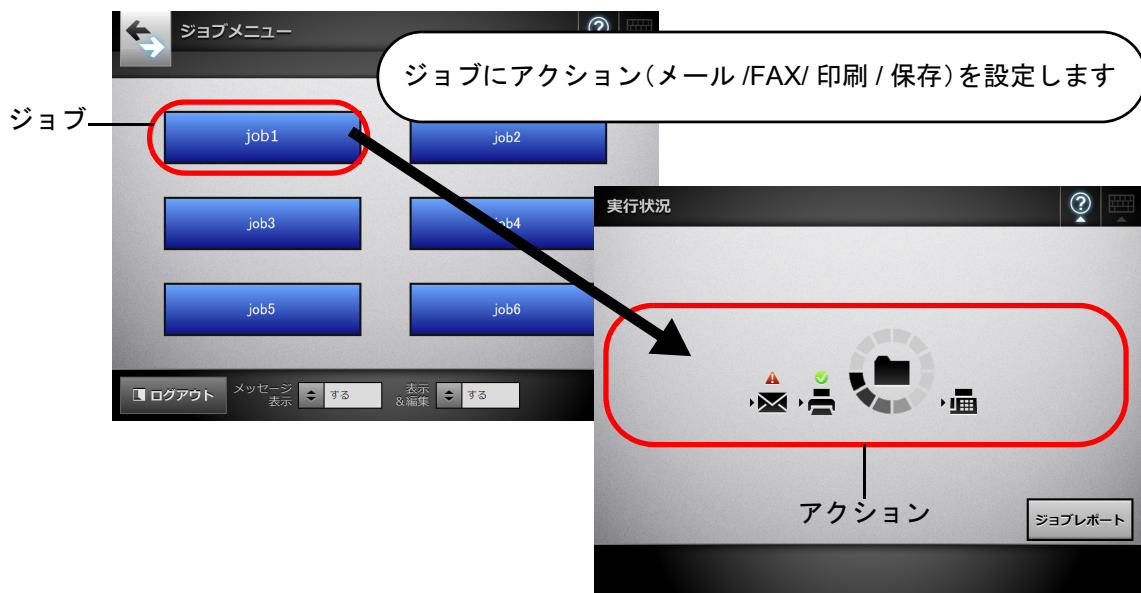 ジョブメニュー
ジョブにアクション（メール /FAX/ 印刷 / 保存）を設定します
ジョブ
job1
job2
job3
job4
job5
job6
ログアウト
メッセージ
表示
する
表示
&編集
する
実行状況
アクション
ジョブレポート